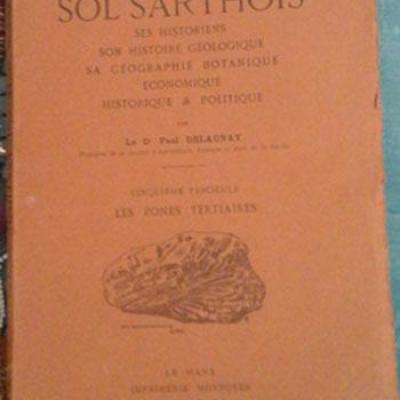 SOL SARTHOIS
SES HISTORIENS
SON HISTOIRE GÉOLOGIQUE
SA GÉOGRAPHIE BOTANIQUE
ÉCONOMIQUE
HISTORIQUE & POLITIQUE
PAR
Le Dr Paul DELAUNAY
CINQUIÈME FASCICULE
LES ZONES TERTIAIRES
LE MANS
IMPRIMERIE MONNOYER